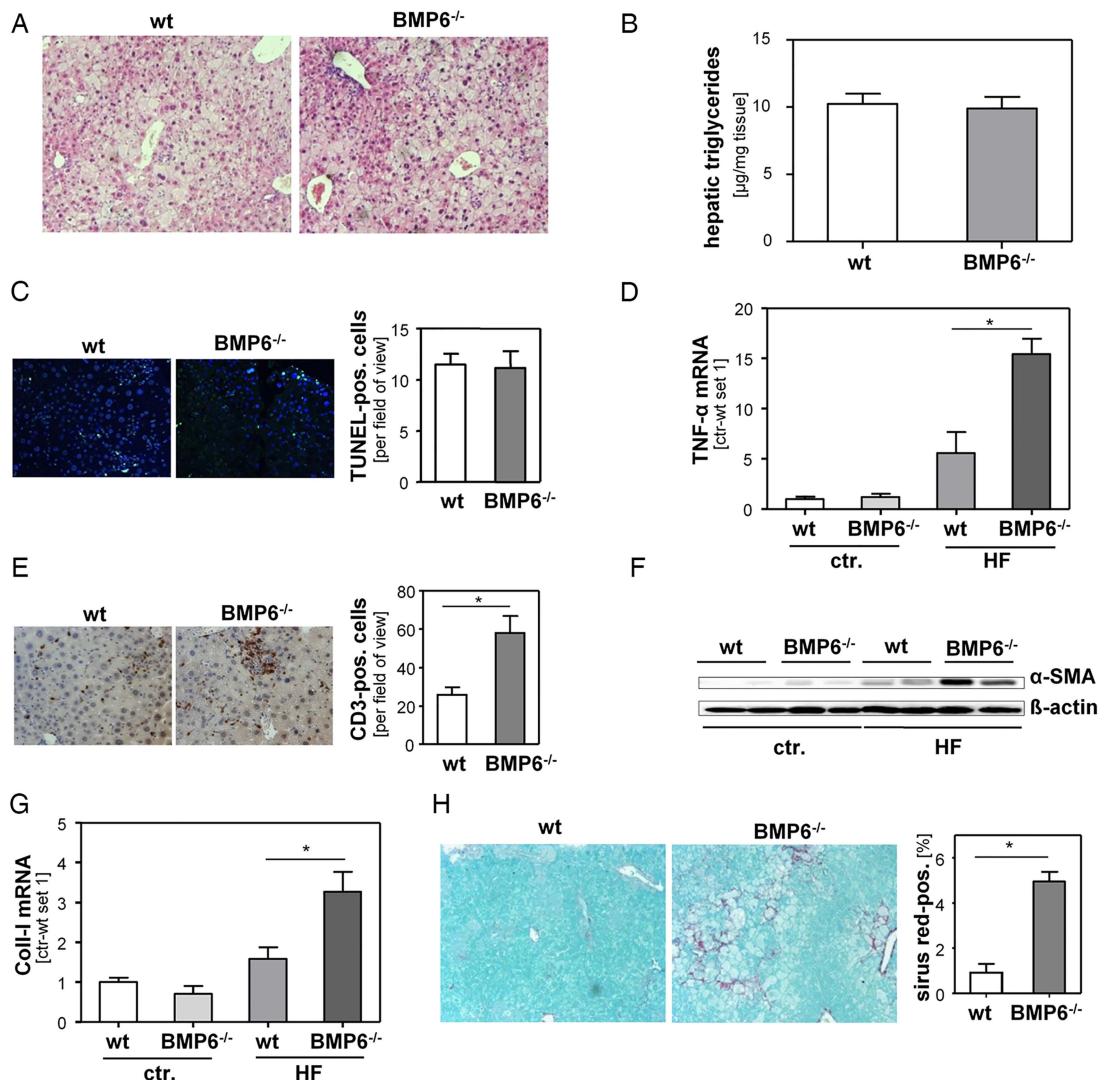 A
wt
BMP6-/-
B
hepatic triglycerides
[µg/mg tissue]
15
10
5
0
wt
BMP6-/-
C
wt
BMP6-/-
TUNEL-pos. cells
[per field of view]
15
10
5
0
wt
BMP6-/-
D
TNF-α mRNA
[ctr-wt set 1]
20
15
10
5
0
*
wt
BMP6-/-
wt
BMP6-/-
ctr.
HF
E
wt
BMP6-/-
CD3-pos. cells
[per field of view]
80
60
40
20
0
*
wt
BMP6-/-
F
wt
BMP6-/-
wt
BMP6-/-
α-SMA
ß-actin
ctr.
HF
G
Coll-I mRNA
[ctr-wt set 1]
5
4
3
2
1
0
*
wt
BMP6-/-
wt
BMP6-/-
ctr.
HF
H
wt
BMP6-/-
sirus red-pos. [%]
6
4
2
0
*
wt
BMP6-/-